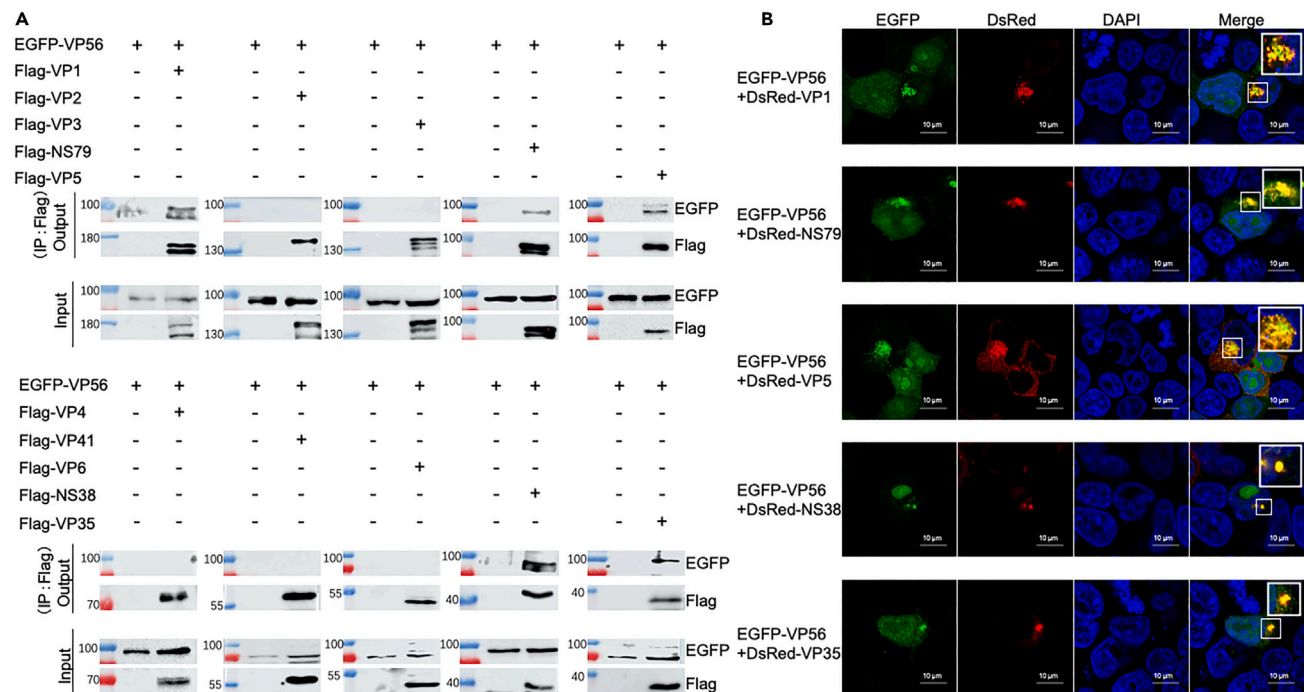 A
EGFP-VP56 + + + + + + + + + +
Flag-VP1 - + - - - - - - - -
Flag-VP2 - - - + - - - - - -
Flag-VP3 - - - - - + - - - -
Flag-NS79 - - - - - - - + - -
Flag-VP5 - - - - - - - - - +
(IP : Flag) Output
100 100 100 100 100 EGFP
180 130 130 100 100 Flag
Input
100 100 100 100 100 EGFP
180 130 130 100 100 Flag
EGFP-VP56 + + + + + + + + + +
Flag-VP4 - + - - - - - - - -
Flag-VP41 - - - + - - - - - -
Flag-VP6 - - - - - + - - - -
Flag-NS38 - - - - - - - + - -
Flag-VP35 - - - - - - - - - +
(IP : Flag) Output
100 100 100 100 100 EGFP
70 55 55 40 40 Flag
Input
100 100 100 100 100 EGFP
70 55 55 40 40 Flag
B
EGFP DsRed DAPI Merge
EGFP-VP56
+DsRed-VP1
10 μm 10 μm 10 μm 10 μm
EGFP-VP56
+DsRed-NS79
10 μm 10 μm 10 μm 10 μm
EGFP-VP56
+DsRed-VP5
10 μm 10 μm 10 μm 10 μm
EGFP-VP56
+DsRed-NS38
10 μm 10 μm 10 μm 10 μm
EGFP-VP56
+DsRed-VP35
10 μm 10 μm 10 μm 10 μm